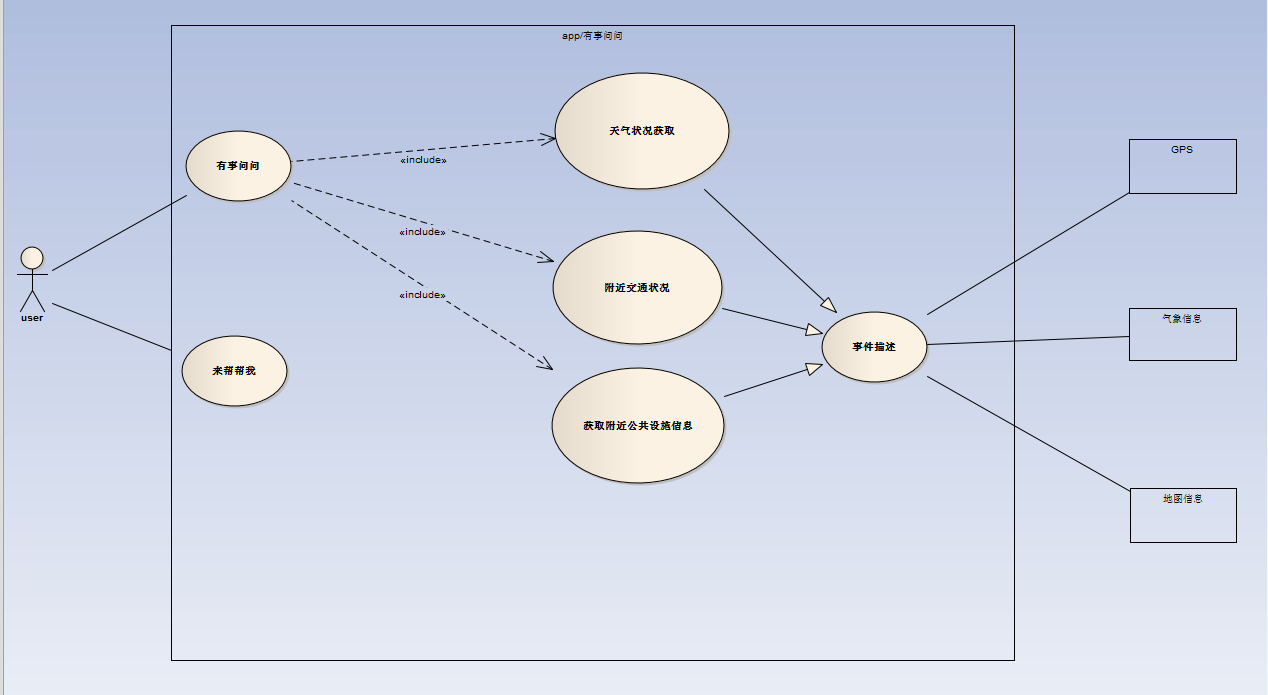 app/有事问问
天气状况获取
有事问问
«include»
GPS
«include»
附近交通状况
«include»
user
气象信息
事件描述
来帮帮我
获取附近公共设施信息
地图信息